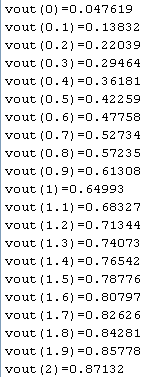 vout(0)=0.047619
vout(0.1)=0.13832
vout(0.2)=0.22039
vout(0.3)=0.29464
vout(0.4)=0.36181
vout(0.5)=0.42259
vout(0.6)=0.47758
vout(0.7)=0.52734
vout(0.8)=0.57235
vout(0.9)=0.61308
vout(1)=0.64993
vout(1.1)=0.68327
vout(1.2)=0.71344
vout(1.3)=0.74073
vout(1.4)=0.76542
vout(1.5)=0.78776
vout(1.6)=0.80797
vout(1.7)=0.82626
vout(1.8)=0.84281
vout(1.9)=0.85778
vout(2)=0.87132